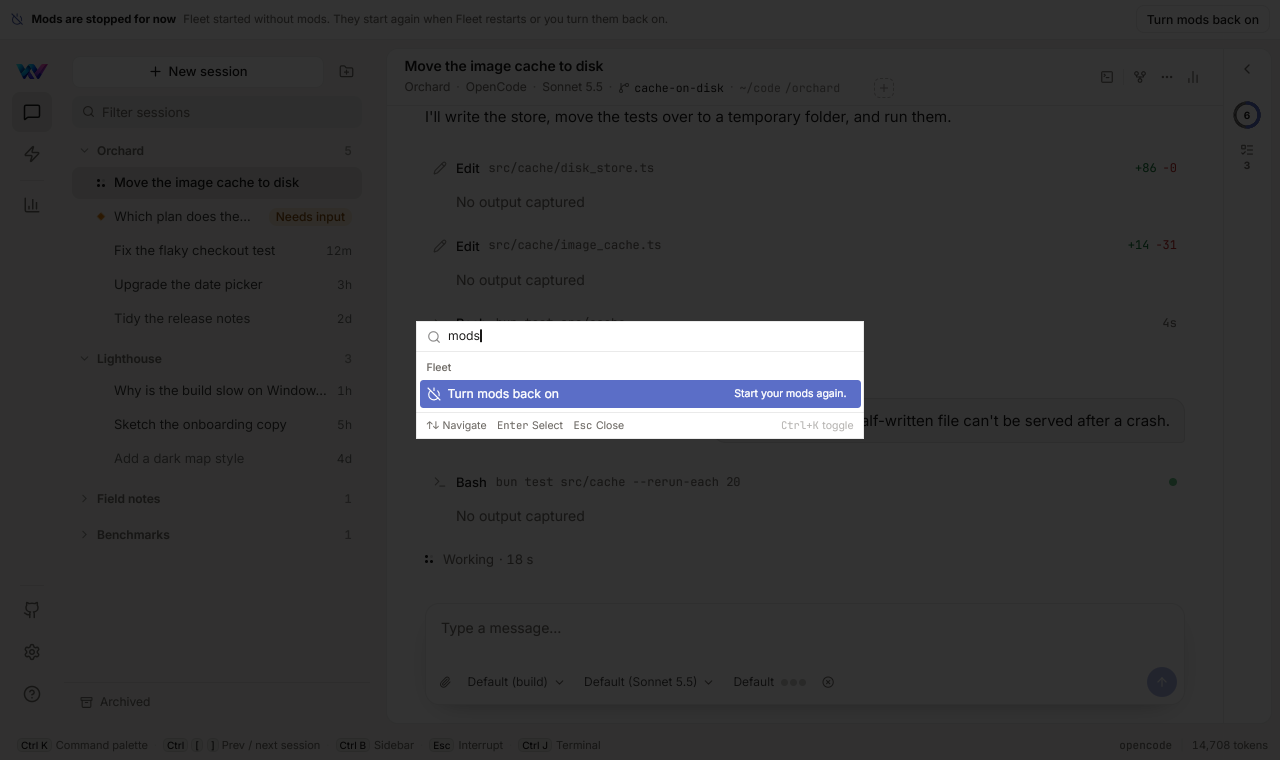 Mods are stopped for now Fleet started without mods. They start again when Fleet restarts or you turn them back on.
Turn mods back on
New session
Filter sessions
Orchard 5
Move the image cache to disk
Which plan does the... Needs input
Fix the flaky checkout test 12m
Upgrade the date picker 3h
Tidy the release notes 2d
Lighthouse 3
Why is the build slow on Window... 1h
Sketch the onboarding copy 5h
Add a dark map style 4d
Field notes 1
Benchmarks 1
Archived
Move the image cache to disk
Orchard · OpenCode · Sonnet 5.5 · cache-on-disk · ~/code/orchard
I'll write the store, move the tests over to a temporary folder, and run them.
Edit src/cache/disk_store.ts +86 -0
No output captured
Edit src/cache/image_cache.ts +14 -31
No output captured
4s
mods
Fleet
Turn mods back on Start your mods again.
Navigate Enter Select Esc Close Ctrl+K toggle
alf-written file can't be served after a crash.
Bash bun test src/cache --rerun-each 20
No output captured
Working · 18 s
Type a message...
Default (build) Default (Sonnet 5.5) Default
6
3
Ctrl K Command palette Ctrl [ ] Prev / next session Ctrl B Sidebar Esc Interrupt Ctrl J Terminal
opencode 14,708 tokens